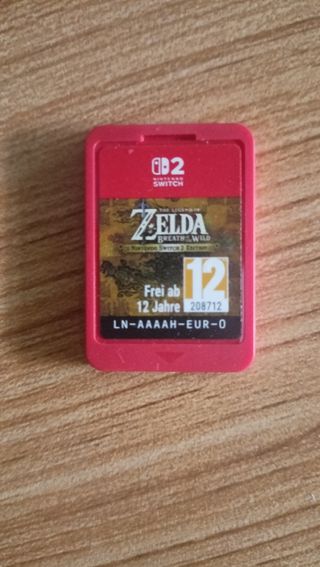 2
NINTENDO
SWITCH
THE LEGEND OF
ZELDA
BREATH OF THE WILD
NINTENDO SWITCH 2 EDITION
Frei ab
12 Jahre
12
208712
LN-AAAAH-EUR-0